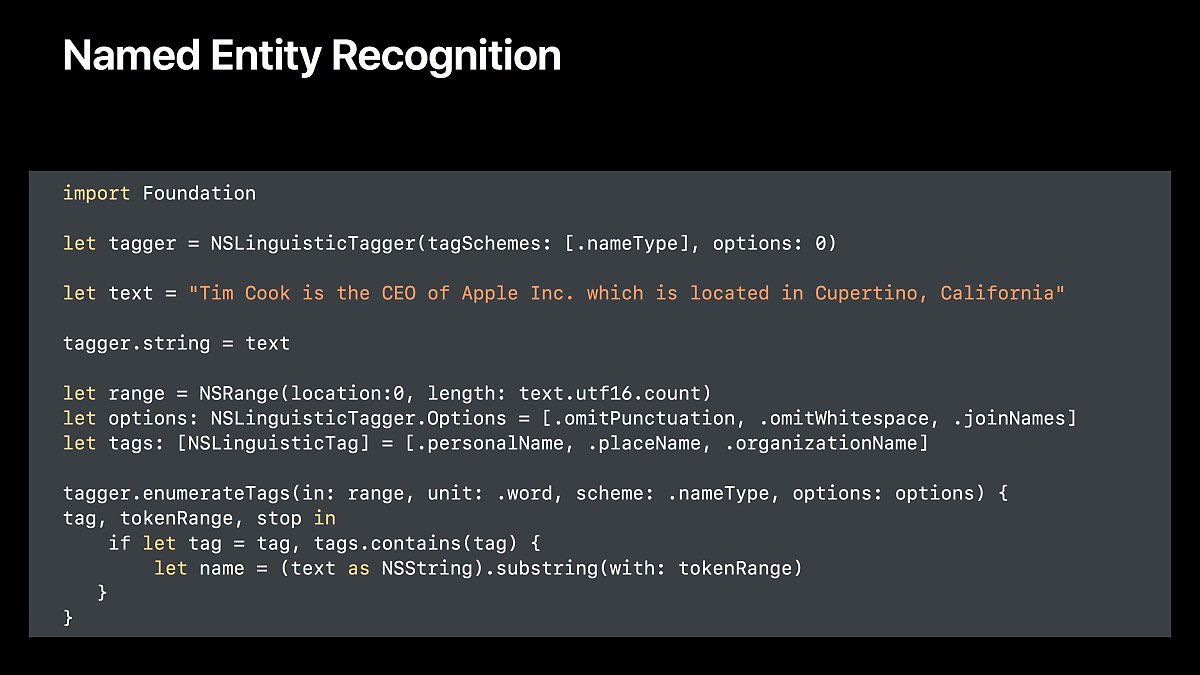 Named Entity Recognition
import Foundation
let tagger = NSLinguisticTagger(tagSchemes: [.nameType], options: 0)
let text = "Tim Cook is the CEO of Apple Inc. which is located in Cupertino, California"
tagger.string = text
let range = NSRange(location:0, length: text.utf16.count)
let options: NSLinguisticTagger.Options = [.omitPunctuation, .omitWhitespace, .joinNames]
let tags: [NSLinguisticTag] = [.personalName, .placeName, .organizationName]
tagger.enumerateTags(in: range, unit: .word, scheme: .nameType, options: options) {
tag, tokenRange, stop in
    if let tag = tag, tags.contains(tag) {
        let name = (text as NSString).substring(with: tokenRange)
   }
}